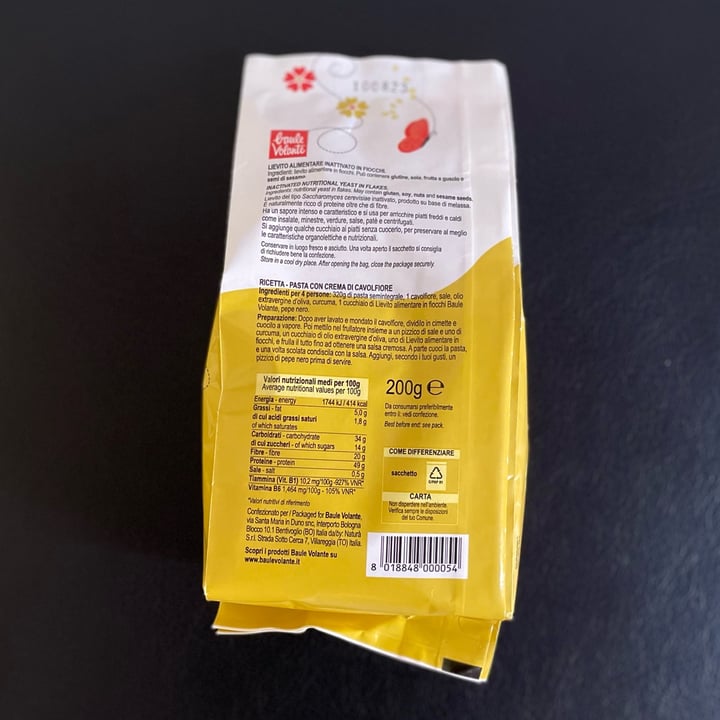 100825
baule
Volante
LIEVITO ALIMENTARE INATTIVATO IN FIOCCHI.
Ingredienti: lievito alimentare in fiocchi. Può contenere glutine, soia, frutta a guscio e
semi di sesamo.
INACTIVATED NUTRITIONAL YEAST IN FLAKES.
Ingredients: nutritional yeast in flakes. May contain gluten, soy, nuts and sesame seeds.
Lievito del tipo Saccharomyces cerevisiae inattivato, prodotto su base di melassa.
È naturalmente ricco di proteine oltre che di fibre.
Ha un sapore intenso e caratteristico e si usa per arricchire piatti freddi e caldi
come insalate, minestre, verdure, salse, paté e centrifugati.
Si aggiunge qualche cucchiaio ai piatti senza cuocerlo, per preservare al meglio
le caratteristiche organolettiche e nutrizionali.
Conservare in luogo fresco e asciutto. Una volta aperto il sacchetto si consiglia
di richiudere bene la confezione.
Store in a cool dry place. After opening the bag, close the package securely.
RICETTA - PASTA CON CREMA DI CAVOLFIORE
Ingredienti per 4 persone: 320g di pasta semintegrale, 1 cavolfiore, sale, olio
extravergine d'oliva, curcuma, 1 cucchiaio di Lievito alimentare in fiocchi Baule
Volante, pepe nero.
Preparazione: Dopo aver lavato e mondato il cavolfiore, dividilo in cimette e
cuocilo a vapore. Poi mettilo nel frullatore insieme a un pizzico di sale e uno di
curcuma, un cucchiaio di olio extravergine d'oliva, uno di Lievito alimentare in
fiocchi, e frulla il tutto fino ad ottenere una salsa cremosa. A parte cuoci la pasta,
e una volta scolata condiscila con la salsa. Aggiungi, secondo i tuoi gusti, un
pizzico di pepe nero prima di servire.
Valori nutrizionali medi per 100g
Average nutritional values per 100g
Energia - energy 1744 kJ / 414 kcal
Grassi - fat 5,0 g
di cui acidi grassi saturi 1,8 g
of which saturates
Carboidrati - carbohydrate 34 g
di cui zuccheri - of which sugars 14 g
Fibre - fibre 20 g
Proteine - protein 49 g
Sale - salt 0,5 g
Tiammina (Vit. B1) 10,2 mg/100g -927% VNR*
Vitamina B6 1,464 mg/100g - 105% VNR*
*Valori nutritivi di riferimento
Confezionato per / Packaged for Baule Volante,
via Santa Maria in Duno snc, Interporto Bologna
Blocco 10.1 Bentivoglio (BO) Italia da/by: Naturà
S.r.l. Strada Sotto Cerca 7, Villareggia (TO) Italia.
Scopri i prodotti Baule Volante su
www.baulevolante.it
200g e
Da consumarsi preferibilmente
entro il: vedi confezione.
Best before end: see pack.
COME DIFFERENZIARE
sacchetto
C/PAP 81
CARTA
Non disperdere nell'ambiente.
Verifica sempre le disposizioni
del tuo Comune.
8 018848 000054